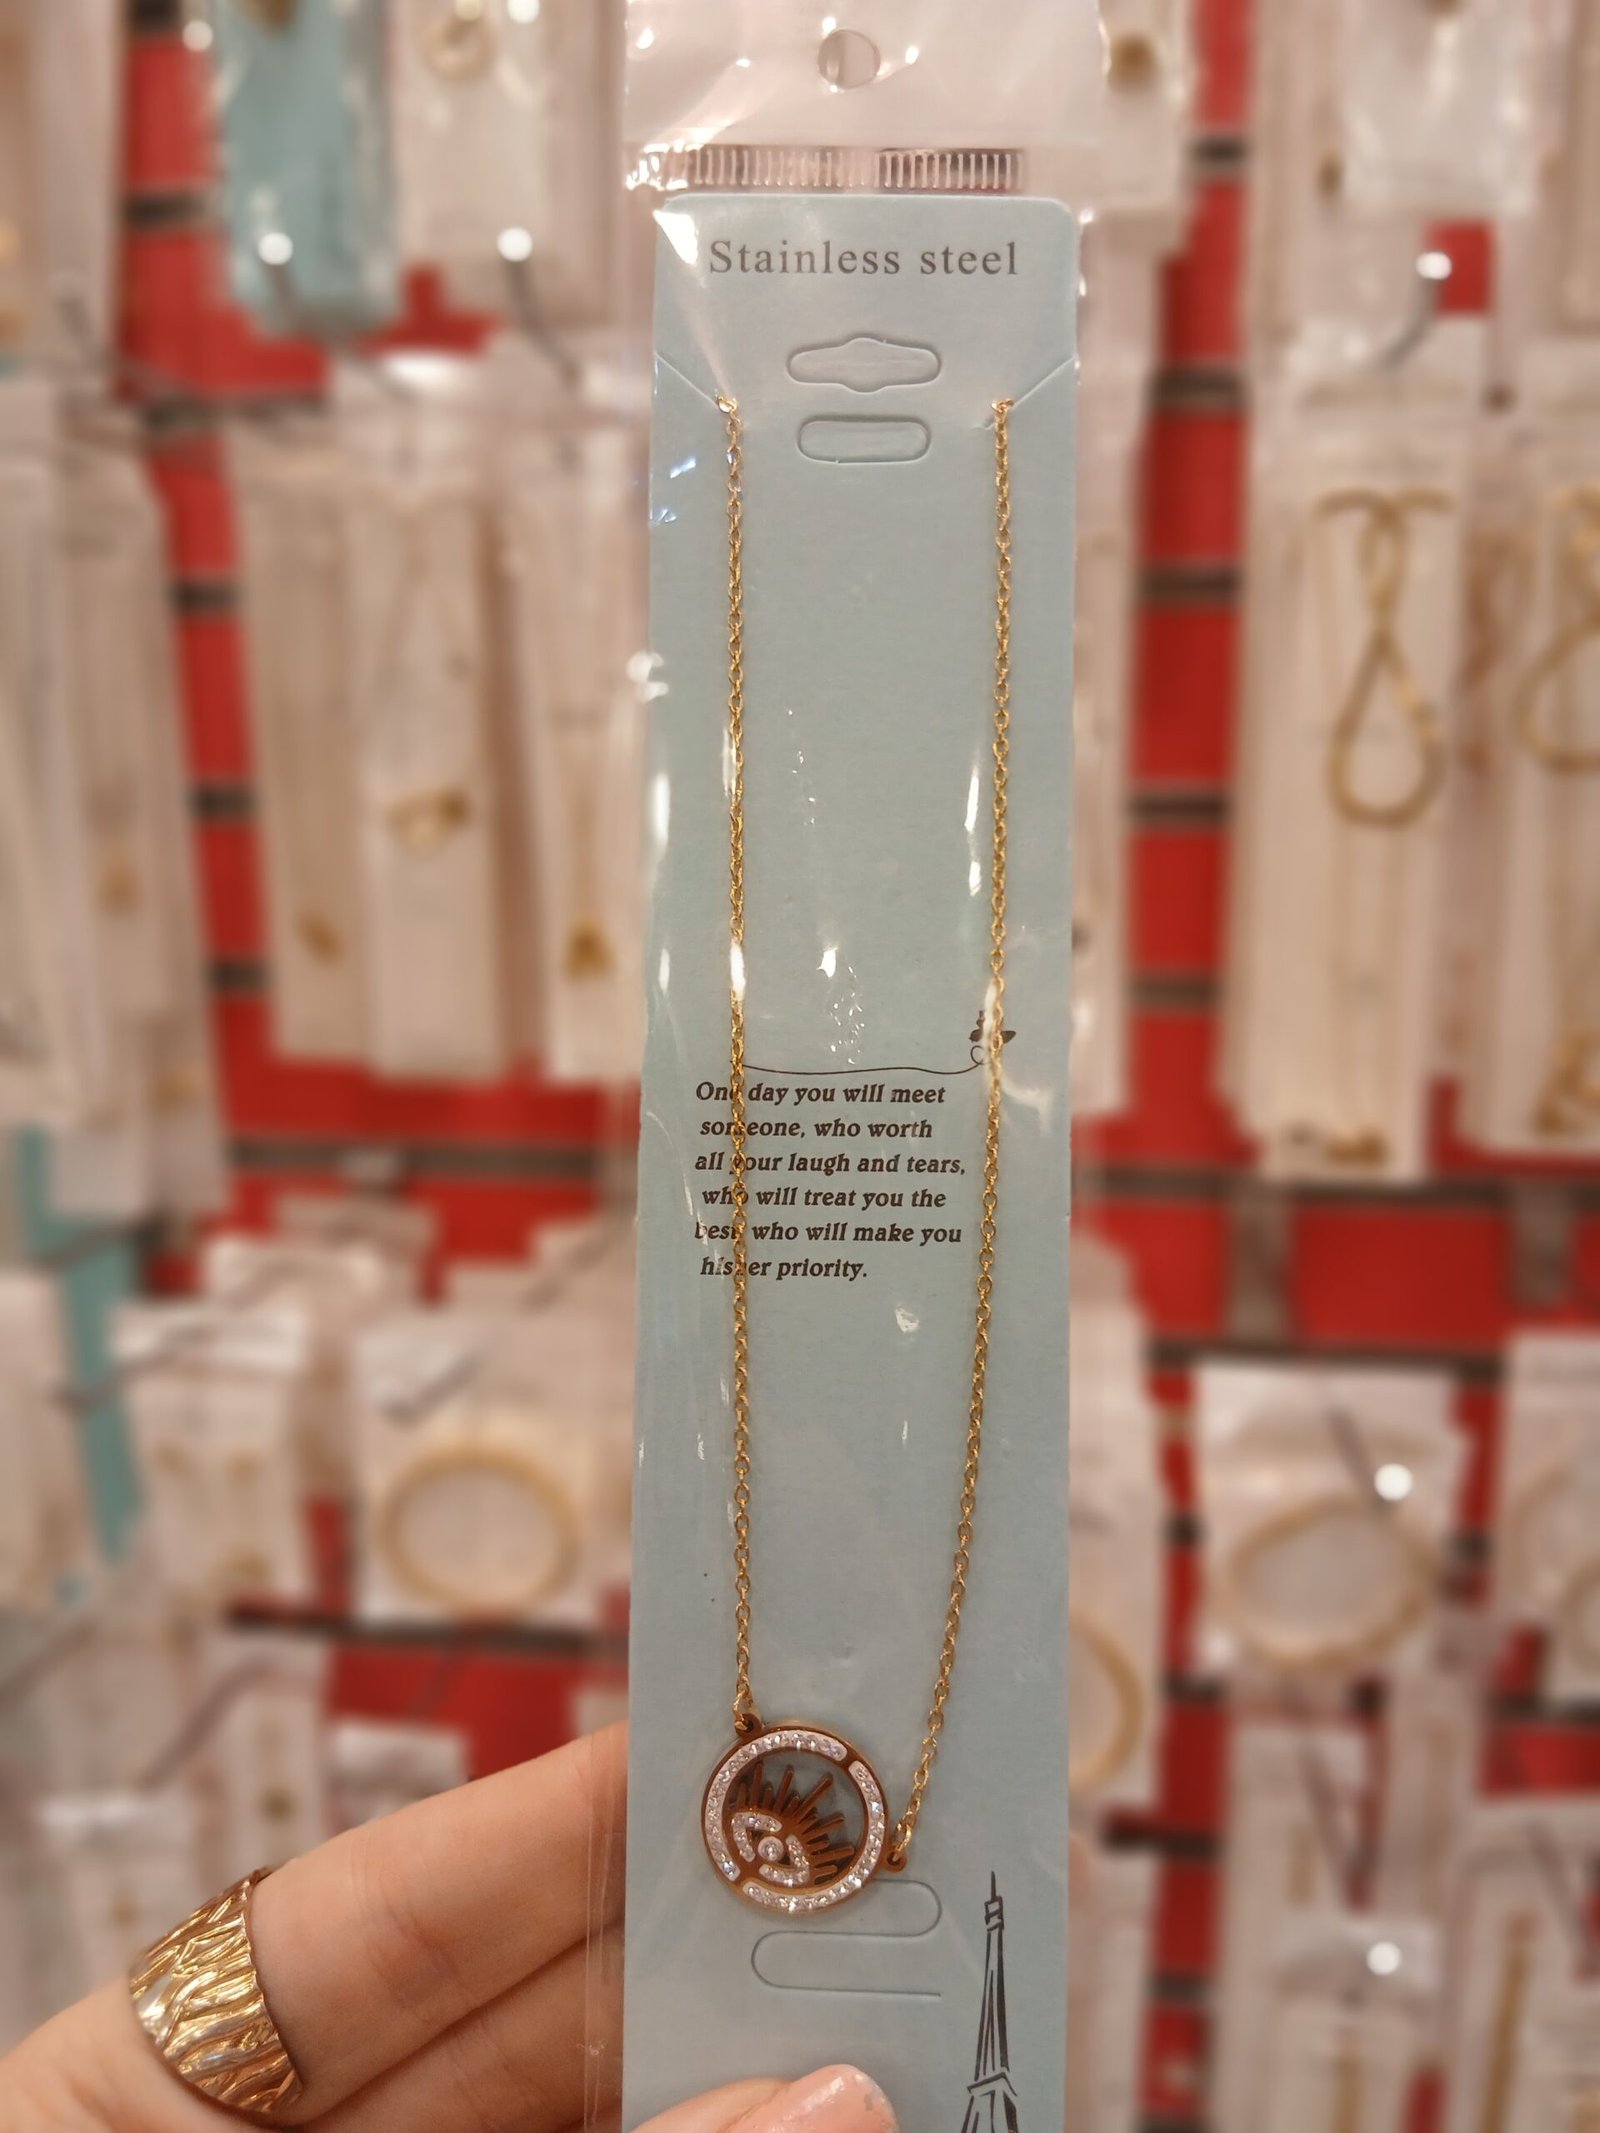 Stainless steel
One day you will meet
someone, who worth
all your laugh and tears,
who will treat you the
best, who will make you
his/her priority.